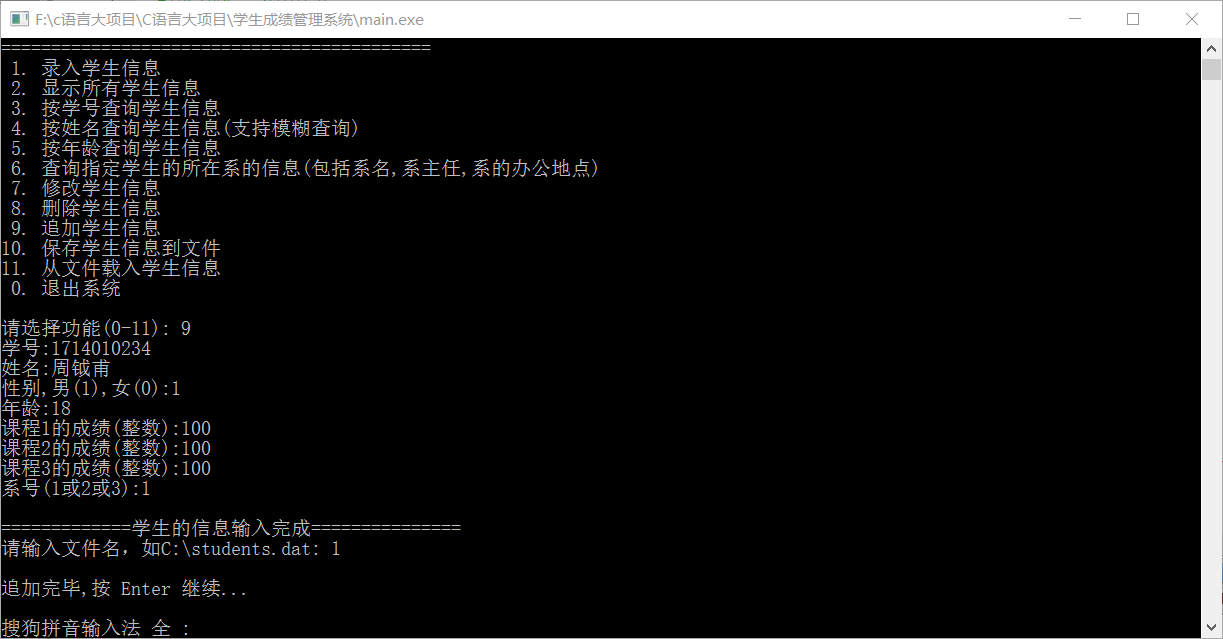 F:\c语言大项目\C语言大项目\学生成绩管理系统\main.exe
===========================================
1. 录入学生信息
2. 显示所有学生信息
3. 按学号查询学生信息
4. 按姓名查询学生信息(支持模糊查询)
5. 按年龄查询学生信息
6. 查询指定学生的所在系的信息(包括系名,系主任,系的办公地点)
7. 修改学生信息
8. 删除学生信息
9. 追加学生信息
10. 保存学生信息到文件
11. 从文件载入学生信息
0. 退出系统
请选择功能(0-11): 9
学号:1714010234
姓名:周钺甫
性别,男(1),女(0):1
年龄:18
课程1的成绩(整数):100
课程2的成绩(整数):100
课程3的成绩(整数):100
系号(1或2或3):1
=============学生的信息输入完成===============
请输入文件名，如C:\students.dat: 1
追加完毕,按 Enter 继续...
搜狗拼音输入法 全 :